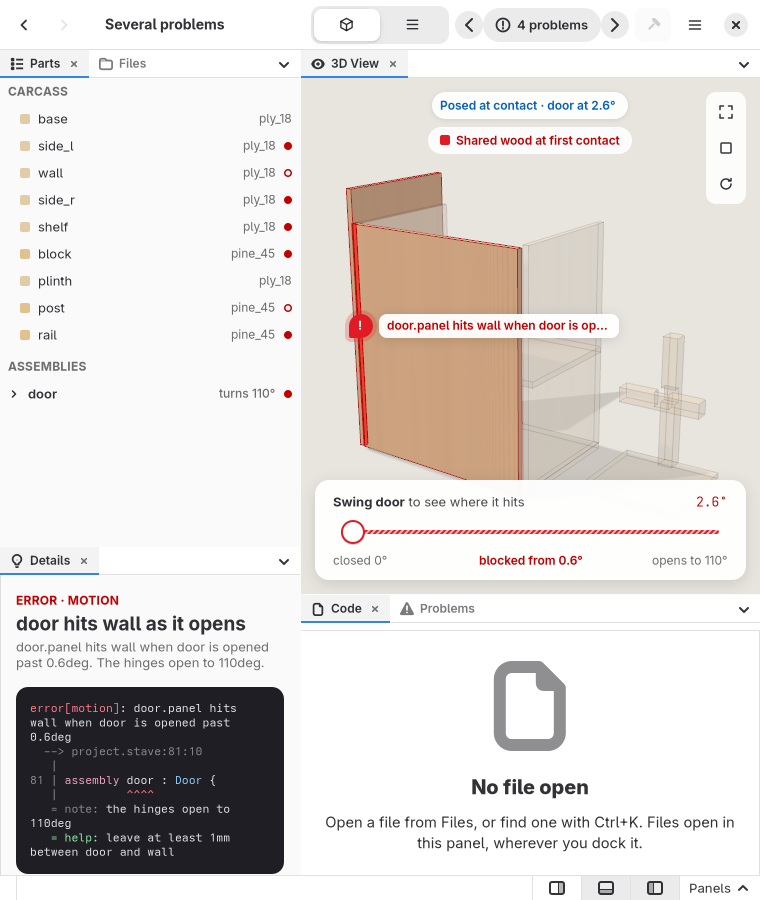 Several problems
4 problems
Parts
Files
3D View
CARCASS
base ply_18
side_l ply_18
wall ply_18
side_r ply_18
shelf ply_18
block pine_45
plinth ply_18
post pine_45
rail pine_45
ASSEMBLIES
door turns 110°
Posed at contact · door at 2.6°
Shared wood at first contact
! door.panel hits wall when door is op...
Swing door to see where it hits 2.6°
closed 0° blocked from 0.6° opens to 110°
Details
ERROR · MOTION
door hits wall as it opens
door.panel hits wall when door is opened
past 0.6deg. The hinges open to 110deg.
error[motion]: door.panel hits
wall when door is opened past
0.6deg
--> project.stave:81:10
|
81 | assembly door : Door {
| ^^^^
= note: the hinges open to
110deg
= help: leave at least 1mm
between door and wall
Code
Problems
No file open
Open a file from Files, or find one with Ctrl+K. Files open in
this panel, wherever you dock it.
Panels